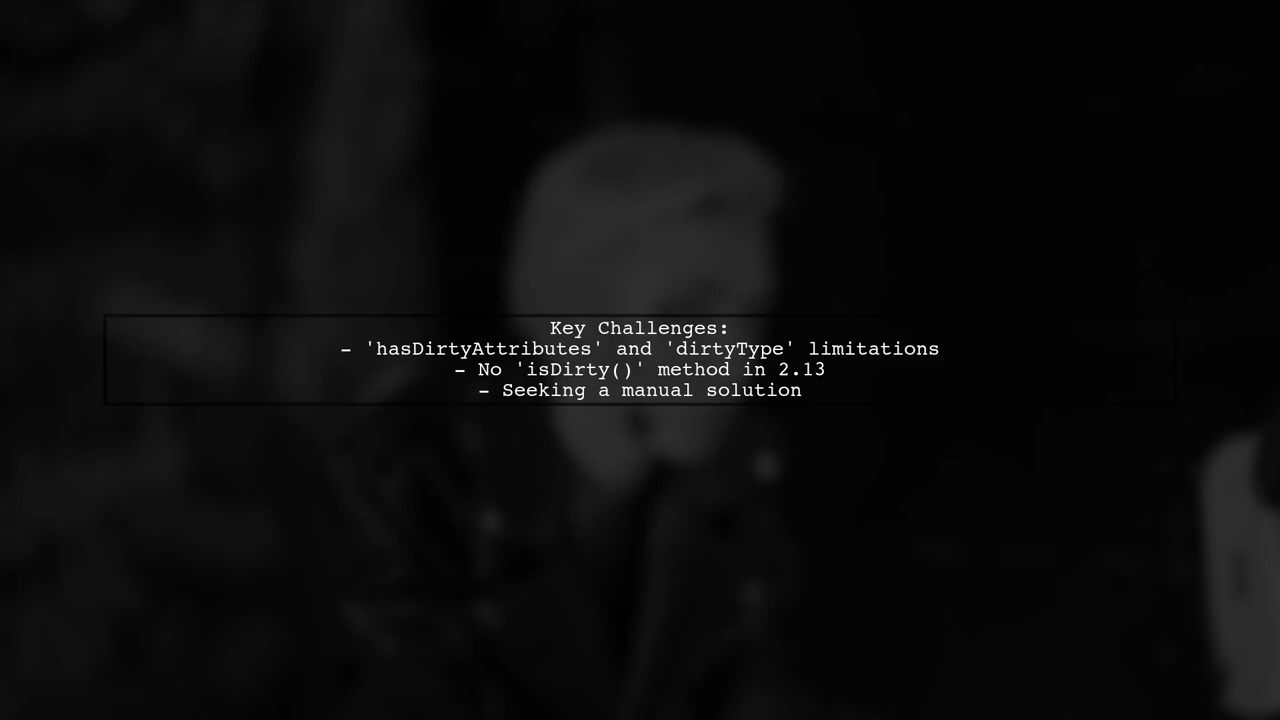 Key Challenges:
- 'hasDirtyAttributes' and 'dirtyType' limitations
- No 'isDirty()' method in 2.13
- Seeking a manual solution